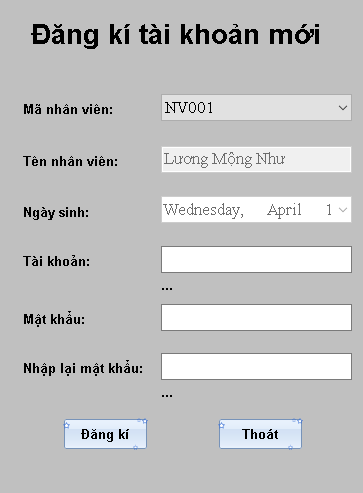 Đăng kí tài khoản mới
Mã nhân viên: NV001
Tên nhân viên: Lương Mộng Như
Ngày sinh: Wednesday, April 1
Tài khoản:
...
Mật khẩu:
Nhập lại mật khẩu:
...
Đăng kí Thoát